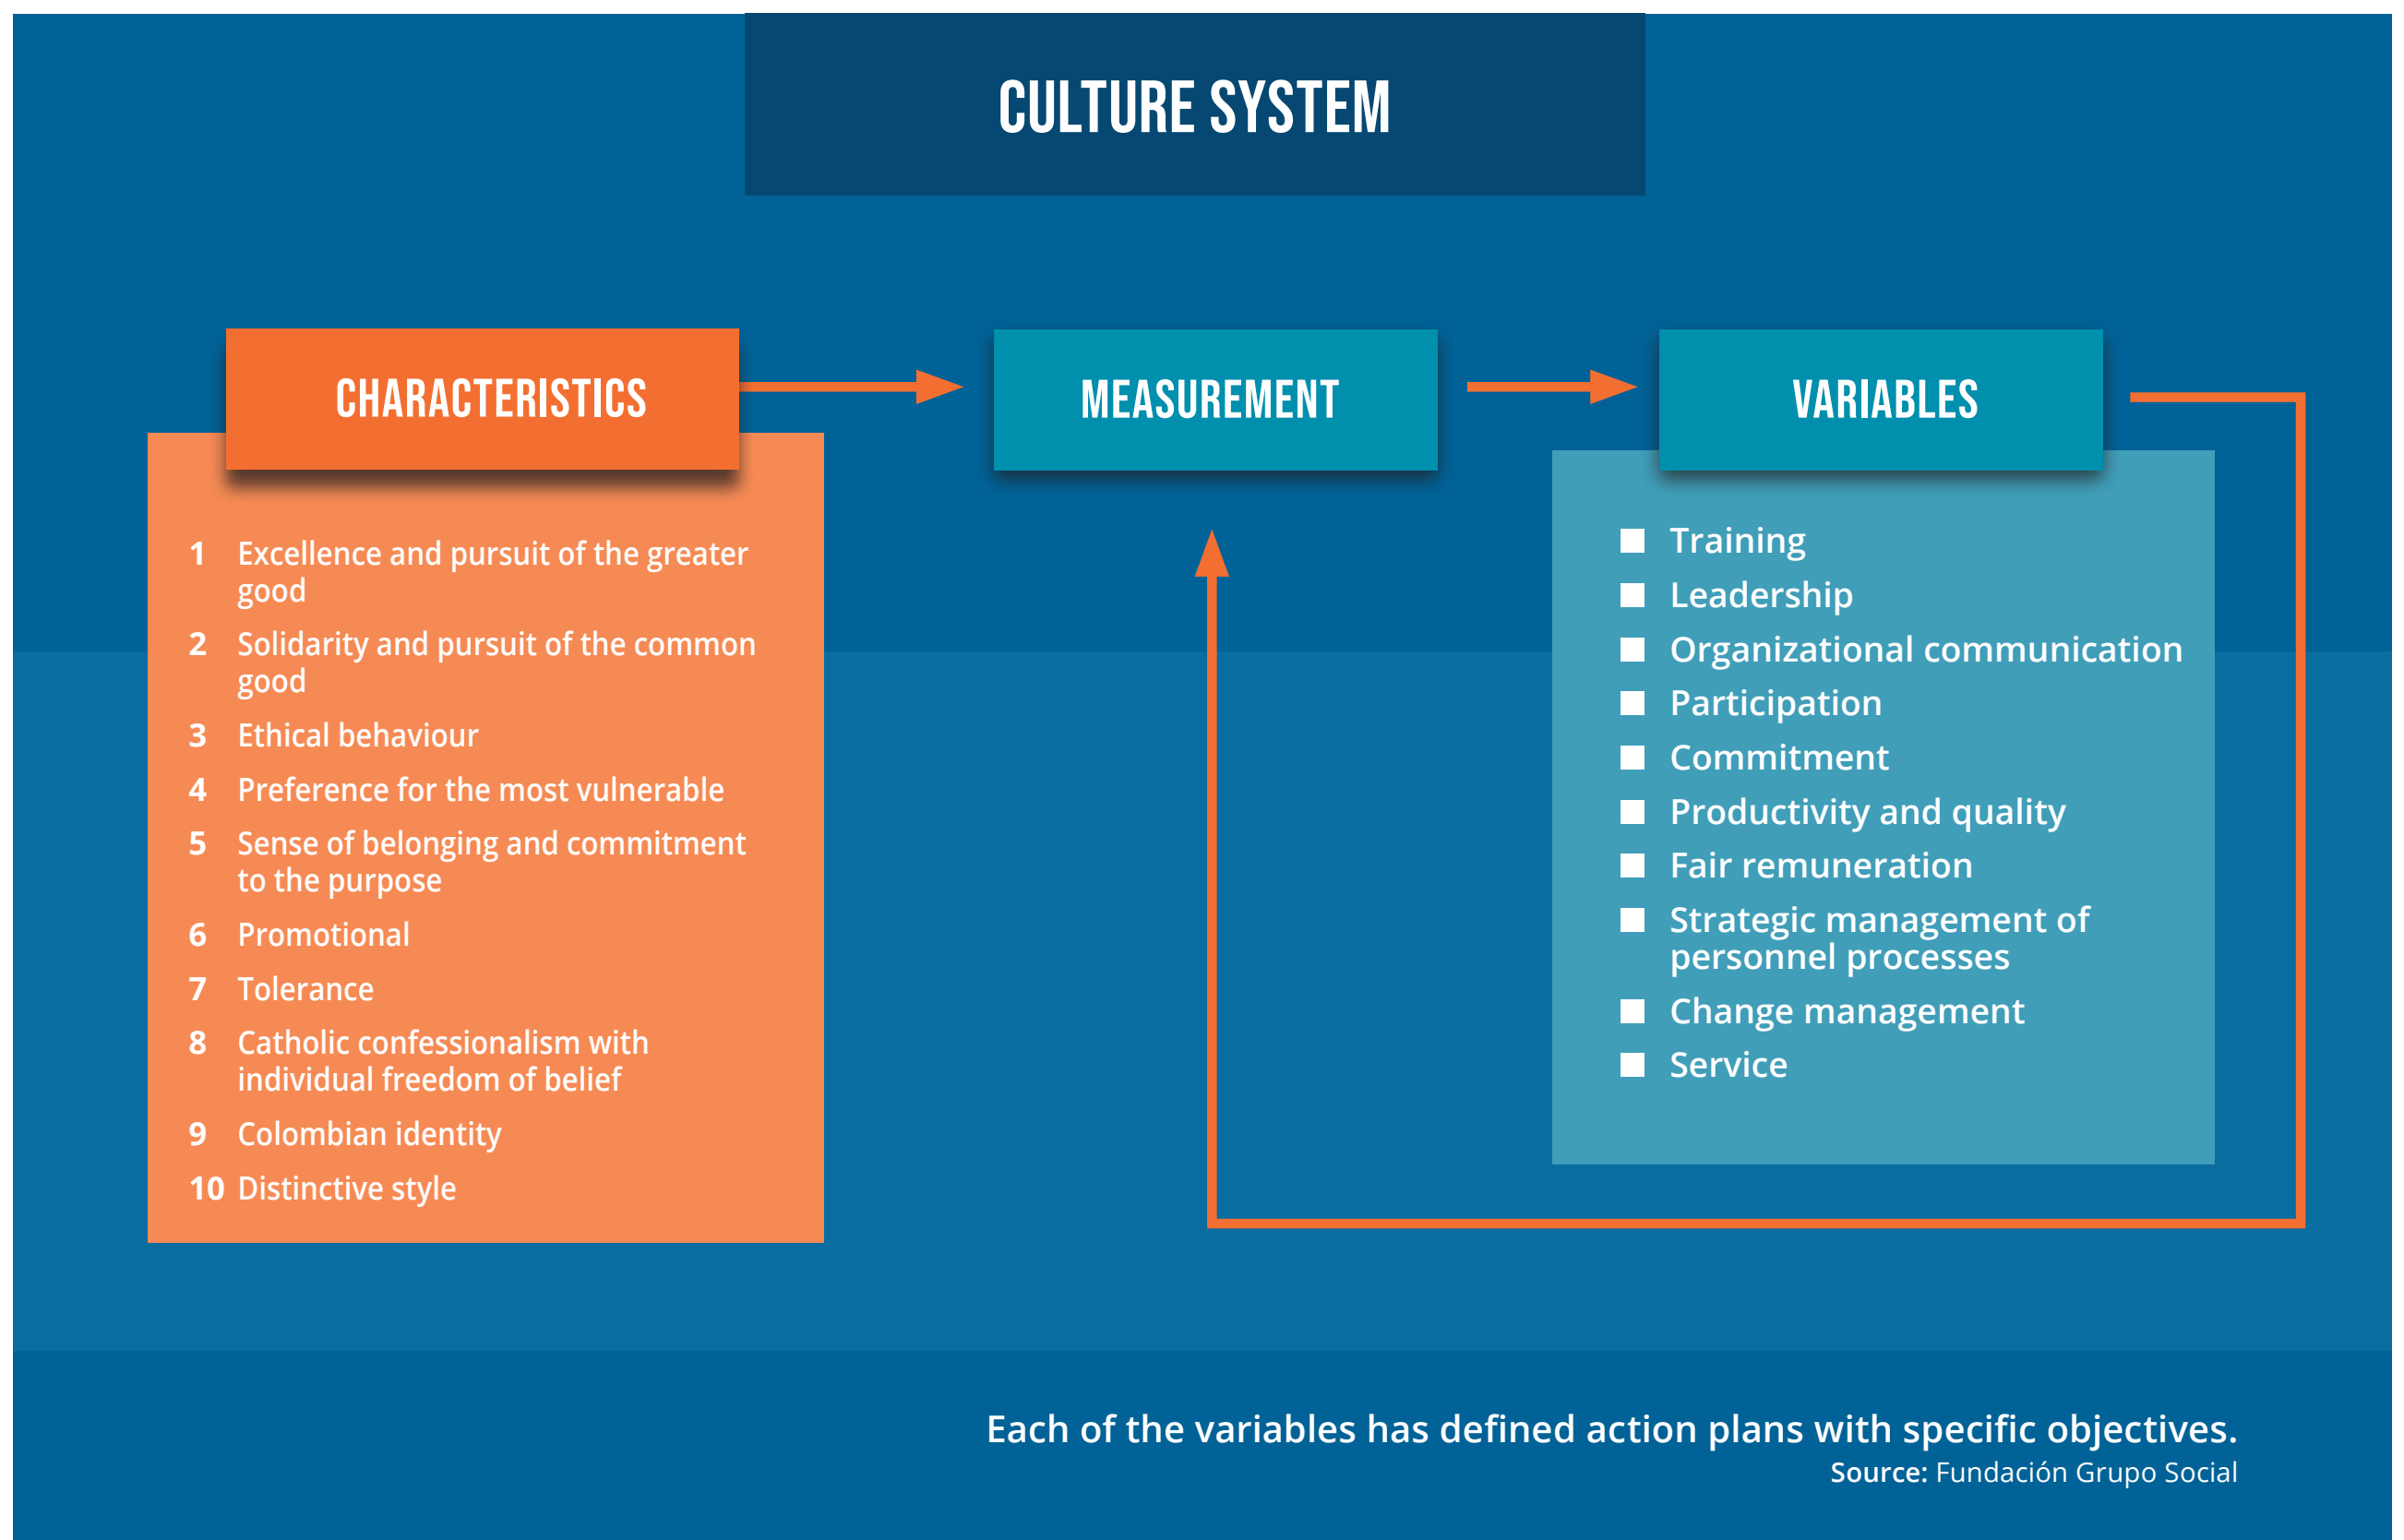 CULTURE SYSTEM
CHARACTERISTICS
1 Excellence and pursuit of the greater
good
2 Solidarity and pursuit of the common
good
3 Ethical behaviour
4 Preference for the most vulnerable
5 Sense of belonging and commitment
to the purpose
6 Promotional
7 Tolerance
8 Catholic confessionalism with
individual freedom of belief
9 Colombian identity
10 Distinctive style
MEASUREMENT
VARIABLES
Training
Leadership
Organizational communication
Participation
Commitment
Productivity and quality
Fair remuneration
Strategic management of
personnel processes
Change management
Service
Each of the variables has defined action plans with specific objectives.
Source: Fundación Grupo Social